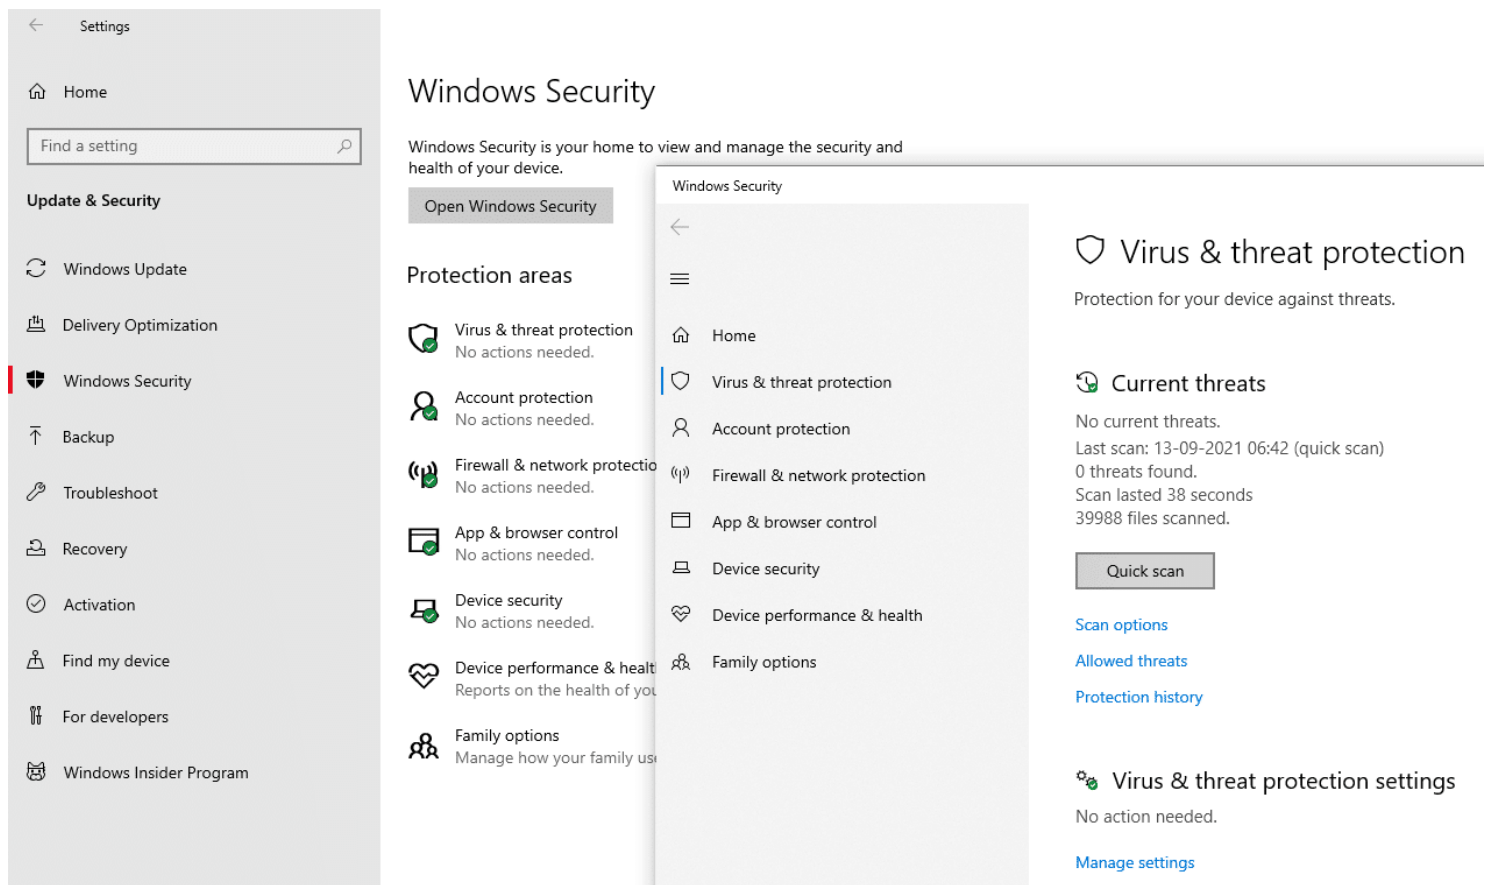 Settings
Home
Find a setting
Update & Security
Windows Update
Delivery Optimization
Windows Security
Backup
Troubleshoot
Recovery
Activation
Find my device
For developers
Windows Insider Program
Windows Security
Windows Security is your home to view and manage the security and
health of your device.
Open Windows Security
Protection areas
Virus & threat protection
No actions needed.
Account protection
No actions needed.
Firewall & network protectio
No actions needed.
App & browser control
No actions needed.
Device security
No actions needed.
Device performance & healt
Reports on the health of you
Family options
Manage how your family use
Windows Security
Home
Virus & threat protection
Account protection
Firewall & network protection
App & browser control
Device security
Device performance & health
Family options
Virus & threat protection
Protection for your device against threats.
Current threats
No current threats.
Last scan: 13-09-2021 06:42 (quick scan)
0 threats found.
Scan lasted 38 seconds
39988 files scanned.
Quick scan
Scan options
Allowed threats
Protection history
Virus & threat protection settings
No action needed.
Manage settings